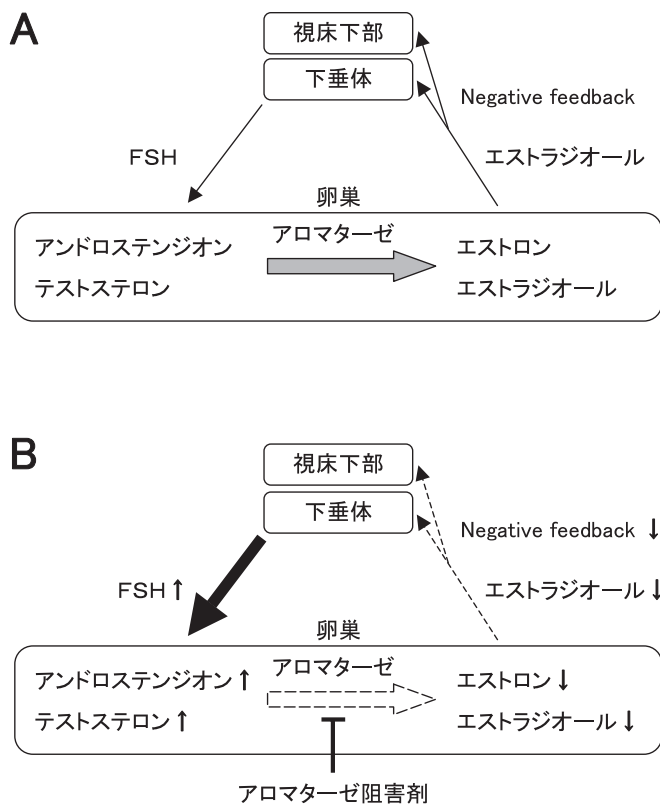 A
視床下部
下垂体
Negative feedback
FSH
エストラジオール
卵巣
アンドロステンジオン
アロマターゼ
エストロン
テストステロン
エストラジオール
B
視床下部
下垂体
Negative feedback ↓
FSH ↑
エストラジオール ↓
卵巣
アンドロステンジオン ↑
アロマターゼ
エストロン ↓
テストステロン ↑
エストラジオール ↓
アロマターゼ阻害剤